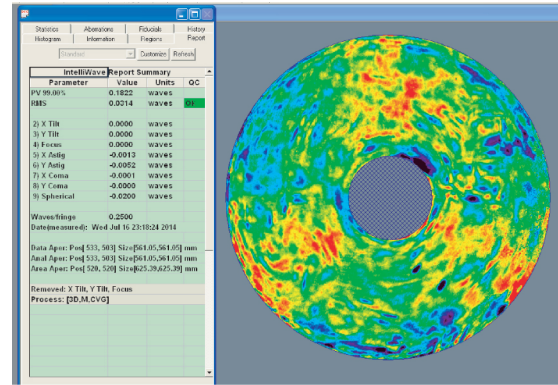 Statistics Aberrations Fiducials History
Histogram Information Regions Report
Standard Customize Refresh
IntelliWave Report Summary
Parameter Value Units QC
PV 99.00% 0.1822 waves
RMS 0.0314 waves
2) X Tilt 0.0000 waves
3) Y Tilt 0.0000 waves
4) Focus 0.0000 waves
5) X Astig -0.0013 waves
6) Y Astig -0.0052 waves
7) X Coma -0.0001 waves
8) Y Coma -0.0000 waves
9) Spherical -0.0200 waves
Waves/fringe 0.2500
Date(measured): Wed Jul 16 23:18:24 2014
Data Aper: Pos[ 533, 503] Size[561.05,561.05] mm
Anal Aper: Pos[ 533, 503] Size[561.05,561.05] mm
Area Aper: Pos[ 520, 520] Size[625.39,625.39] mm
Removed: X Tilt, Y Tilt, Focus
Process: [3D,M,CVG]